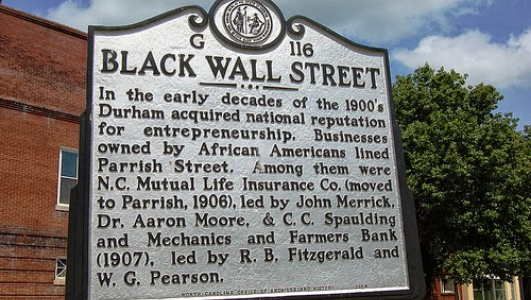 G 116
BLACK WALL STREET
In the early decades of the 1900's
Durham acquired national reputation
for entrepreneurship. Businesses
owned by African Americans lined
Parrish Street. Among them were
N.C. Mutual Life Insurance Co. (moved
to Parrish, 1906), led by John Merrick,
Dr. Aaron Moore, & C. C. Spaulding
and Mechanics and Farmers Bank
(1907), led by R. B. Fitzgerald and
W. G. Pearson.
NORTH CAROLINA OFFICE OF ARCHIVES AND HISTORY